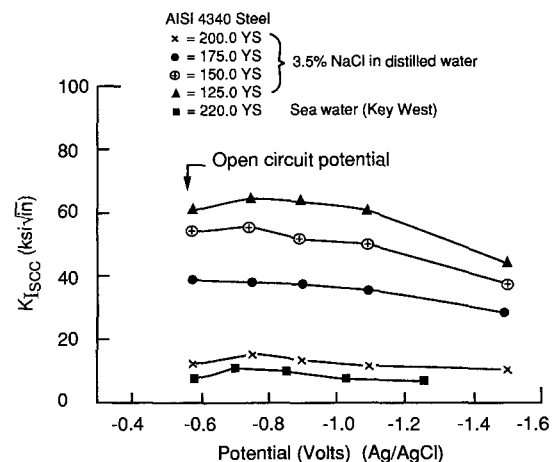 AISI 4340 Steel
× = 200.0 YS
● = 175.0 YS
⊕ = 150.0 YS
▲ = 125.0 YS
3.5% NaCl in distilled water
■ = 220.0 YS Sea water (Key West)
Open circuit potential
100
80
60
40
20
0
K_ISCC (ksi√in)
-0.4 -0.6 -0.8 -1.0 -1.2 -1.4 -1.6
Potential (Volts) (Ag/AgCl)